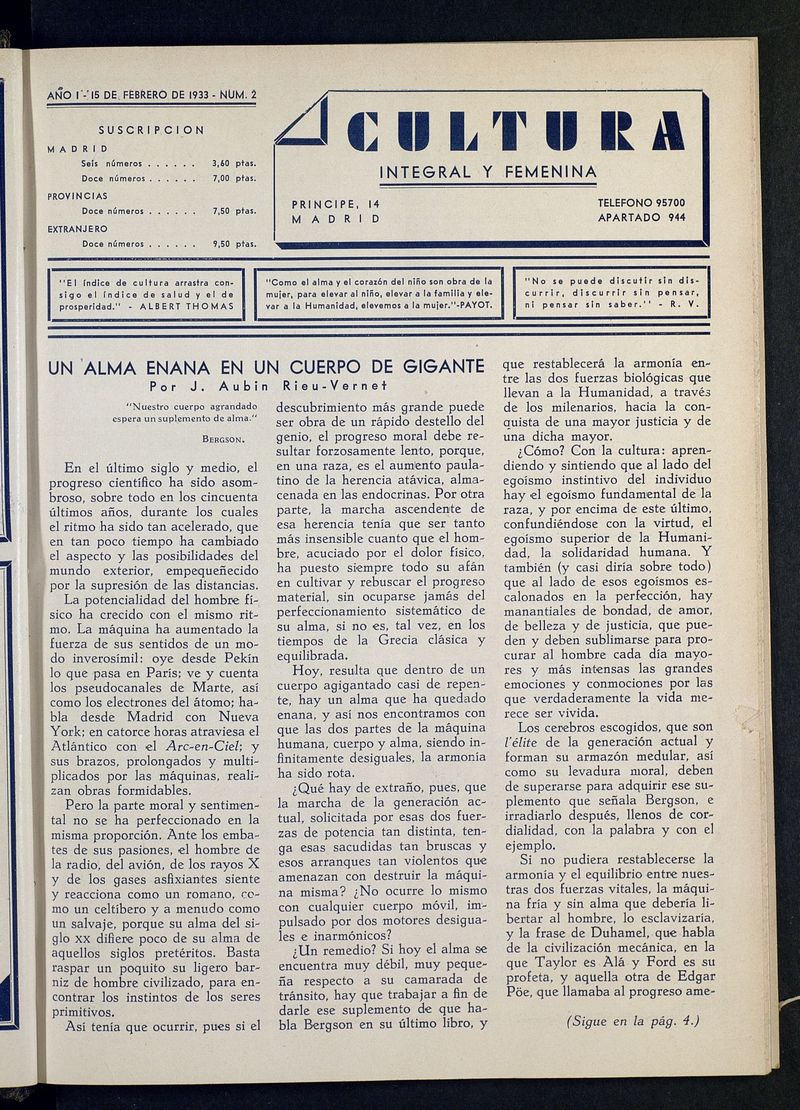 AÑO I - 15 DE FEBRERO DE 1933 - NUM. 2
SUSCRIPCION
MADRID
Seis números . . . . . . 3,60 ptas.
Doce números . . . . . . 7,00 ptas.
PROVINCIAS
Doce números . . . . . . 7,50 ptas.
EXTRANJERO
Doce números . . . . . . 9,50 ptas.
CULTURA
INTEGRAL Y FEMENINA
PRINCIPE, 14
MADRID
TELEFONO 95700
APARTADO 944
"El índice de cultura arrastra con-
sigo el índice de salud y el de
prosperidad." - ALBERT THOMAS
"Como el alma y el corazón del niño son obra de la
mujer, para elevar al niño, elevar a la familia y ele-
var a la Humanidad, elevemos a la mujer."-PAYOT.
"No se puede discutir sin dis-
currir, discurrir sin pensar,
ni pensar sin saber." - R. V.
UN ALMA ENANA EN UN CUERPO DE GIGANTE
Por J. Aubin Rieu-Vernet
"Nuestro cuerpo agrandado
espera un suplemento de alma."
BERGSON.
En el último siglo y medio, el
progreso científico ha sido asom-
broso, sobre todo en los cincuenta
últimos años, durante los cuales
el ritmo ha sido tan acelerado, que
en tan poco tiempo ha cambiado
el aspecto y las posibilidades del
mundo exterior, empequeñecido
por la supresión de las distancias.
La potencialidad del hombre fí-
sico ha crecido con el mismo rit-
mo. La máquina ha aumentado la
fuerza de sus sentidos de un mo-
do inverosímil: oye desde Pekín
lo que pasa en París; ve y cuenta
los pseudocanales de Marte, así
como los electrones del átomo; ha-
bla desde Madrid con Nueva
York; en catorce horas atraviesa el
Atlántico con el Arc-en-Ciel; y
sus brazos, prolongados y multi-
plicados por las máquinas, reali-
zan obras formidables.
Pero la parte moral y sentimen-
tal no se ha perfeccionado en la
misma proporción. Ante los emba-
tes de sus pasiones, el hombre de
la radio, del avión, de los rayos X
y de los gases asfixiantes siente
y reacciona como un romano, co-
mo un celtíbero y a menudo como
un salvaje, porque su alma del si-
glo XX difiere poco de su alma de
aquellos siglos pretéritos. Basta
raspar un poquito su ligero bar-
niz de hombre civilizado, para en-
contrar los instintos de los seres
primitivos.
Así tenía que ocurrir, pues si el
descubrimiento más grande puede
ser obra de un rápido destello del
genio, el progreso moral debe re-
sultar forzosamente lento, porque,
en una raza, es el aumento paula-
tino de la herencia atávica, alma-
cenada en las endocrinas. Por otra
parte, la marcha ascendente de
esa herencia tenía que ser tanto
más insensible cuanto que el hom-
bre, acuciado por el dolor físico,
ha puesto siempre todo su afán
en cultivar y rebuscar el progreso
material, sin ocuparse jamás del
perfeccionamiento sistemático de
su alma, si no es, tal vez, en los
tiempos de la Grecia clásica y
equilibrada.
Hoy, resulta que dentro de un
cuerpo agigantado casi de repen-
te, hay un alma que ha quedado
enana, y así nos encontramos con
que las dos partes de la máquina
humana, cuerpo y alma, siendo in-
finitamente desiguales, la armonía
ha sido rota.
¿Qué hay de extraño, pues, que
la marcha de la generación ac-
tual, solicitada por esas dos fuer-
zas de potencia tan distinta, ten-
ga esas sacudidas tan bruscas y
esos arranques tan violentos que
amenazan con destruir la máqui-
na misma? ¿No ocurre lo mismo
con cualquier cuerpo móvil, im-
pulsado por dos motores desigua-
les e inarmónicos?
¿Un remedio? Si hoy el alma se
encuentra muy débil, muy peque-
ña respecto a su camarada de
tránsito, hay que trabajar a fin de
darle ese suplemento de que ha-
bla Bergson en su último libro, y
que restablecerá la armonía en-
tre las dos fuerzas biológicas que
llevan a la Humanidad, a través
de los milenarios, hacia la con-
quista de una mayor justicia y de
una dicha mayor.
¿Cómo? Con la cultura: apren-
diendo y sintiendo que al lado del
egoísmo instintivo del individuo
hay el egoísmo fundamental de la
raza, y por encima de este último,
confundiéndose con la virtud, el
egoísmo superior de la Humani-
dad, la solidaridad humana. Y
también (y casi diría sobre todo)
que al lado de esos egoísmos es-
calonados en la perfección, hay
manantiales de bondad, de amor,
de belleza y de justicia, que pue-
den y deben sublimarse para pro-
curar al hombre cada día mayo-
res y más intensas las grandes
emociones y conmociones por las
que verdaderamente la vida me-
rece ser vivida.
Los cerebros escogidos, que son
l'élite de la generación actual y
forman su armazón medular, así
como su levadura moral, deben
de superarse para adquirir ese su-
plemento que señala Bergson, e
irradiarlo después, llenos de cor-
dialidad, con la palabra y con el
ejemplo.
Si no pudiera restablecerse la
armonía y el equilibrio entre nues-
tras dos fuerzas vitales, la máqui-
na fría y sin alma que debería li-
bertar al hombre, lo esclavizaría,
y la frase de Duhamel, que habla
de la civilización mecánica, en la
que Taylor es Alá y Ford es su
profeta, y aquella otra de Edgar
Pöe, que llamaba al progreso ame-
(Sigue en la pág. 4.)